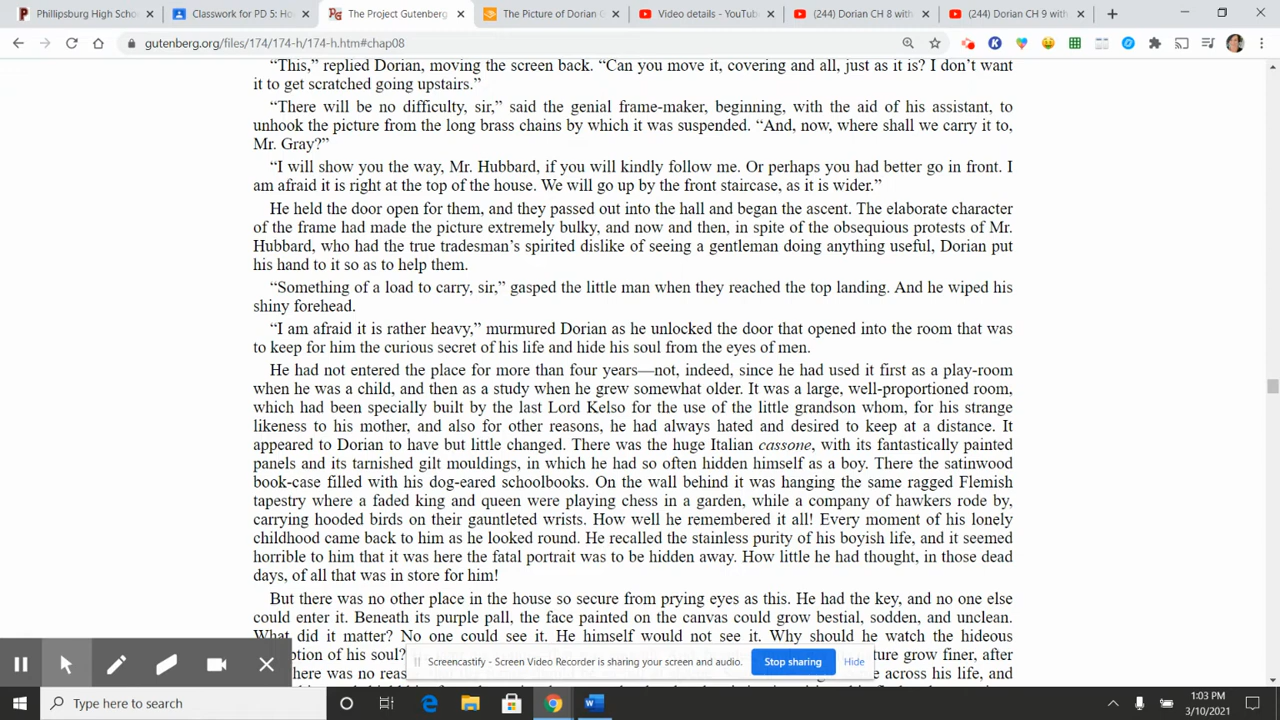 Phillipsburg High Scho
Classwork for PD 5: Ho
The Project Gutenberg
The Picture of Dorian G
Video details - YouTub
(244) Dorian CH 8 with
(244) Dorian CH 9 with
gutenberg.org/files/174/174-h/174-h.htm#chap08
“This,” replied Dorian, moving the screen back. “Can you move it, covering and all, just as it is? I don’t want
it to get scratched going upstairs.”
“There will be no difficulty, sir,” said the genial frame-maker, beginning, with the aid of his assistant, to
unhook the picture from the long brass chains by which it was suspended. “And, now, where shall we carry it to,
Mr. Gray?”
“I will show you the way, Mr. Hubbard, if you will kindly follow me. Or perhaps you had better go in front. I
am afraid it is right at the top of the house. We will go up by the front staircase, as it is wider.”
He held the door open for them, and they passed out into the hall and began the ascent. The elaborate character
of the frame had made the picture extremely bulky, and now and then, in spite of the obsequious protests of Mr.
Hubbard, who had the true tradesman’s spirited dislike of seeing a gentleman doing anything useful, Dorian put
his hand to it so as to help them.
“Something of a load to carry, sir,” gasped the little man when they reached the top landing. And he wiped his
shiny forehead.
“I am afraid it is rather heavy,” murmured Dorian as he unlocked the door that opened into the room that was
to keep for him the curious secret of his life and hide his soul from the eyes of men.
He had not entered the place for more than four years—not, indeed, since he had used it first as a play-room
when he was a child, and then as a study when he grew somewhat older. It was a large, well-proportioned room,
which had been specially built by the last Lord Kelso for the use of the little grandson whom, for his strange
likeness to his mother, and also for other reasons, he had always hated and desired to keep at a distance. It
appeared to Dorian to have but little changed. There was the huge Italian cassone, with its fantastically painted
panels and its tarnished gilt mouldings, in which he had so often hidden himself as a boy. There the satinwood
book-case filled with his dog-eared schoolbooks. On the wall behind it was hanging the same ragged Flemish
tapestry where a faded king and queen were playing chess in a garden, while a company of hawkers rode by,
carrying hooded birds on their gauntleted wrists. How well he remembered it all! Every moment of his lonely
childhood came back to him as he looked round. He recalled the stainless purity of his boyish life, and it seemed
horrible to him that it was here the fatal portrait was to be hidden away. How little he had thought, in those dead
days, of all that was in store for him!
But there was no other place in the house so secure from prying eyes as this. He had the key, and no one else
could enter it. Beneath its purple pall, the face painted on the canvas could grow bestial, sodden, and unclean.
What did it matter? No one could see it. He himself would not see it. Why should he watch the hideous
ption of his soul?
ture grow finer, after
here was no reas
e across his life, and
Screencastify - Screen Video Recorder is sharing your screen and audio.
Stop sharing
Hide
Type here to search
1:03 PM
3/10/2021